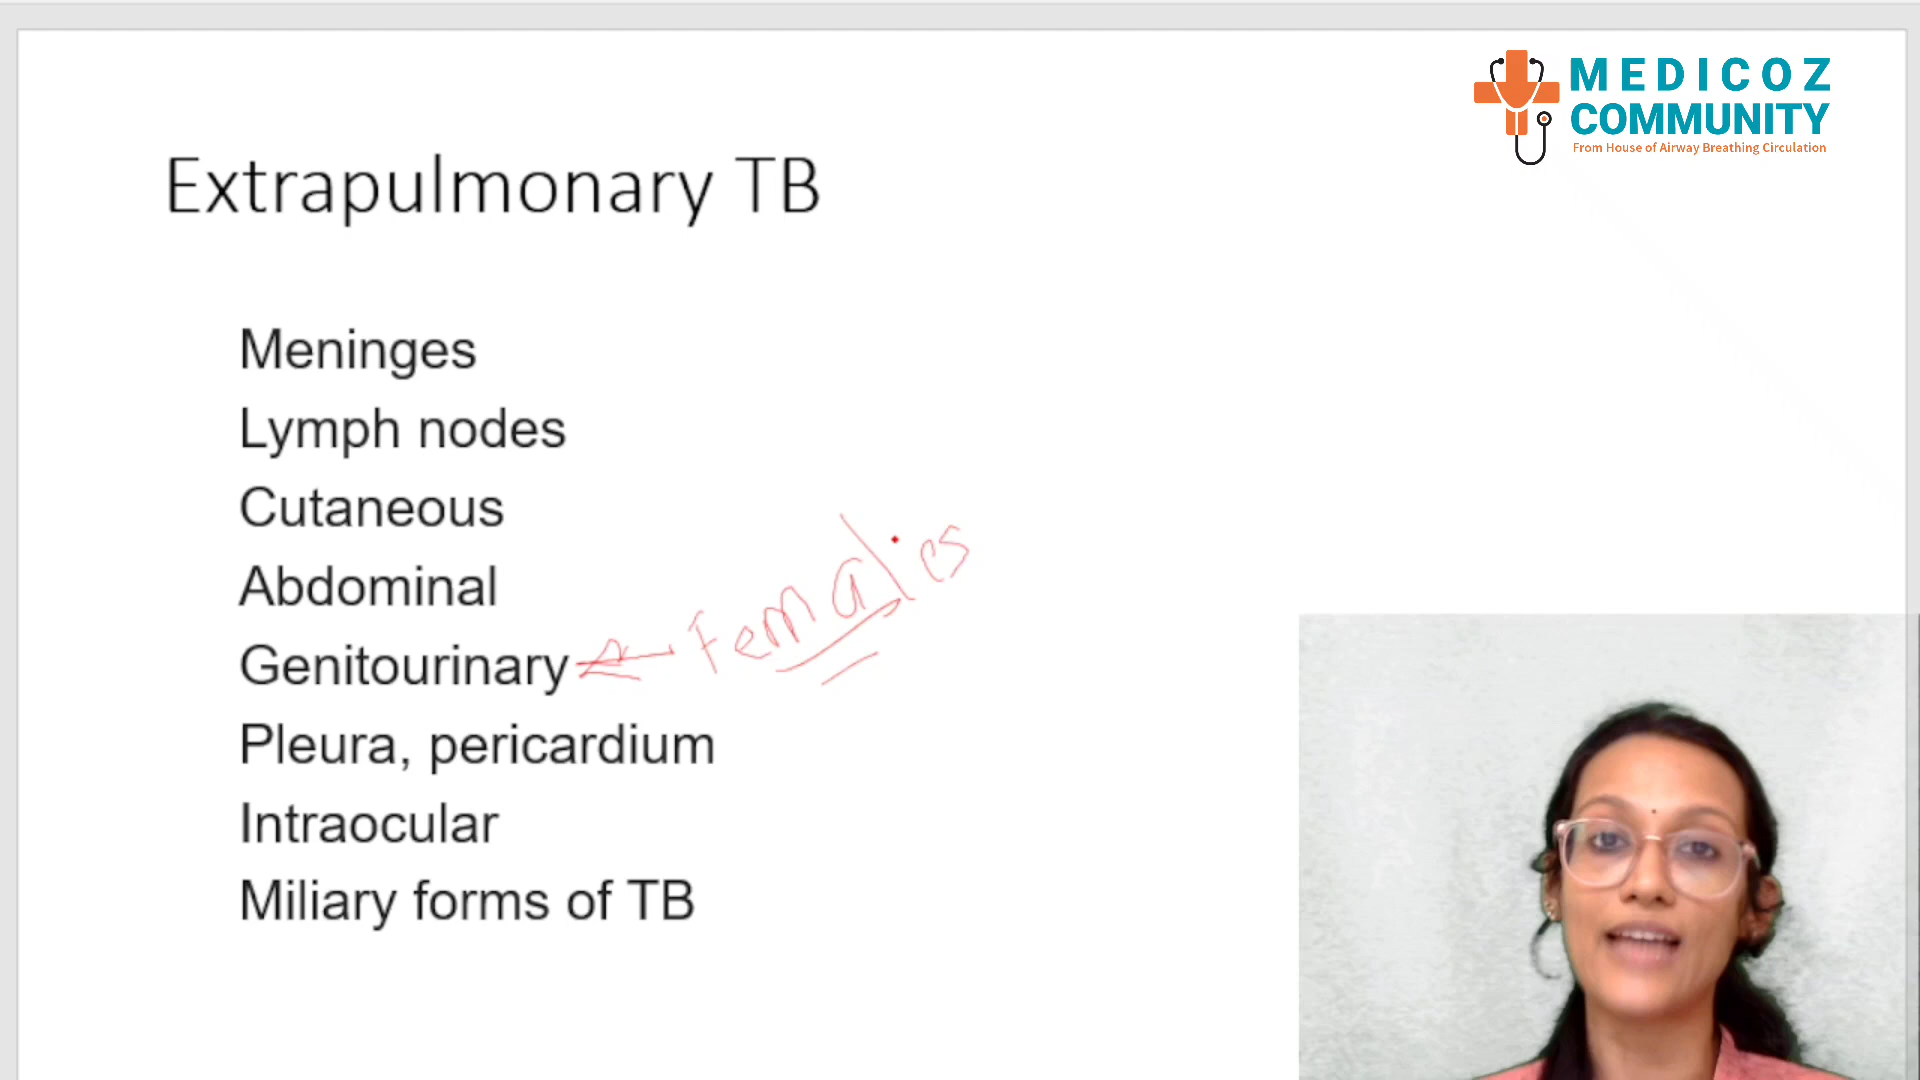 MEDICOZ
COMMUNITY
From House of Airway Breathing Circulation
Extrapulmonary TB
Meninges
Lymph nodes
Cutaneous
Abdominal
Genitourinary
Females
Pleura, pericardium
Intraocular
Miliary forms of TB